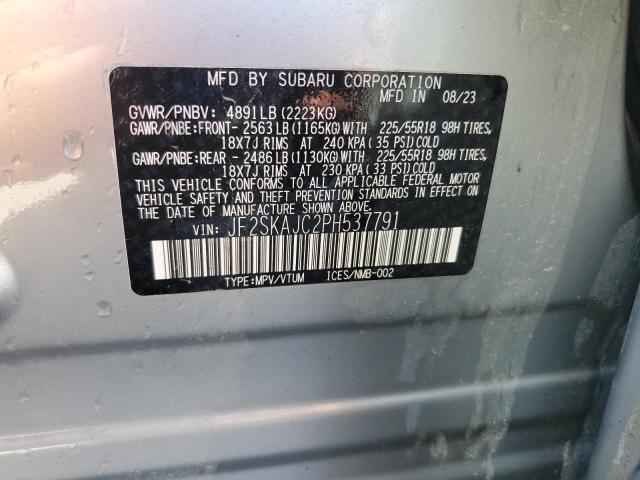 MFD BY SUBARU CORPORATION
MFD IN 08/23
GVWR/PNBV: 4891LB (2223KG)
GAWR/PNBE:FRONT- 2563LB (1165KG)WITH 225/55R18 98H TIRES,
18X7J RIMS AT 240 KPA (35 PSI)COLD
GAWR/PNBE:REAR - 2486LB (1130KG)WITH 225/55R18 98H TIRES,
18X7J RIMS AT 230 KPA (33 PSI)COLD
THIS VEHICLE CONFORMS TO ALL APPLICABLE FEDERAL MOTOR
VEHICLE SAFETY AND THEFT PREVENTION STANDARDS IN EFFECT
ON THE DATE OF MANUFACTURE SHOWN ABOVE.
VIN: JF2SKAJC2PH537791
TYPE:MPV/VTUM ICES/NMB-002